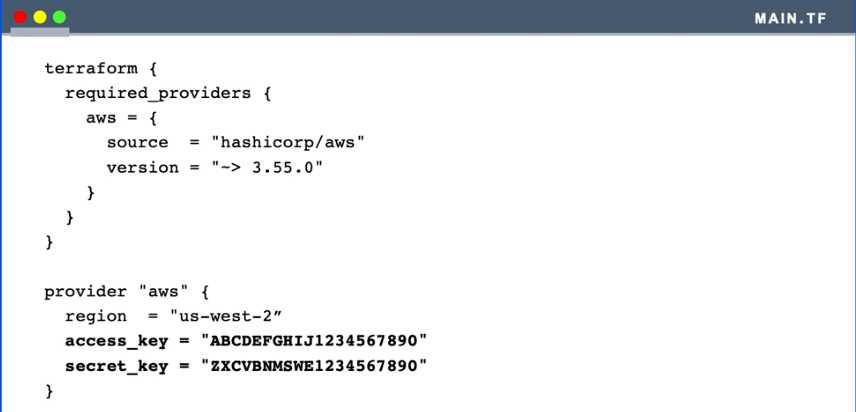 MAIN.TF
terraform {
  required_providers {
    aws = {
      source  = "hashicorp/aws"
      version = "~> 3.55.0"
    }
  }
}
provider "aws" {
  region  = "us-west-2”
  access_key = "ABCDEFGHIJ1234567890"
  secret_key = "ZXCVBNMSWE1234567890"
}